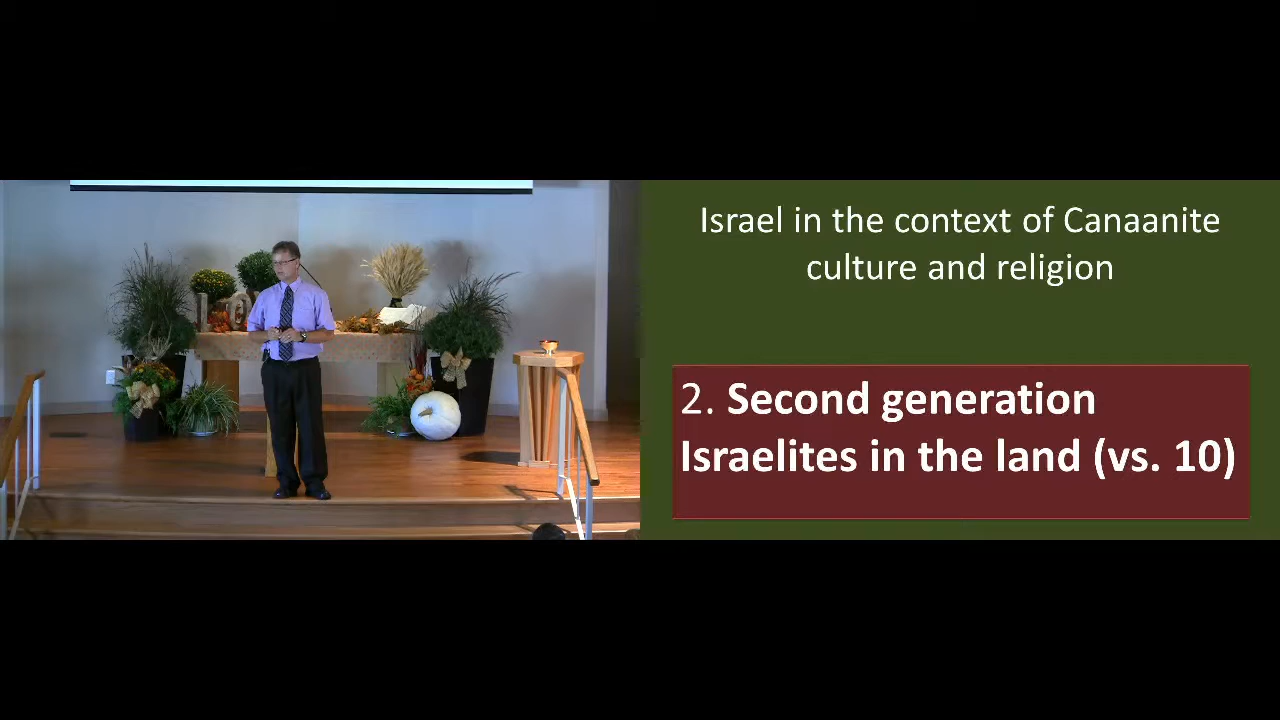 Israel in the context of Canaanite
culture and religion
2. Second generation
Israelites in the land (vs. 10)